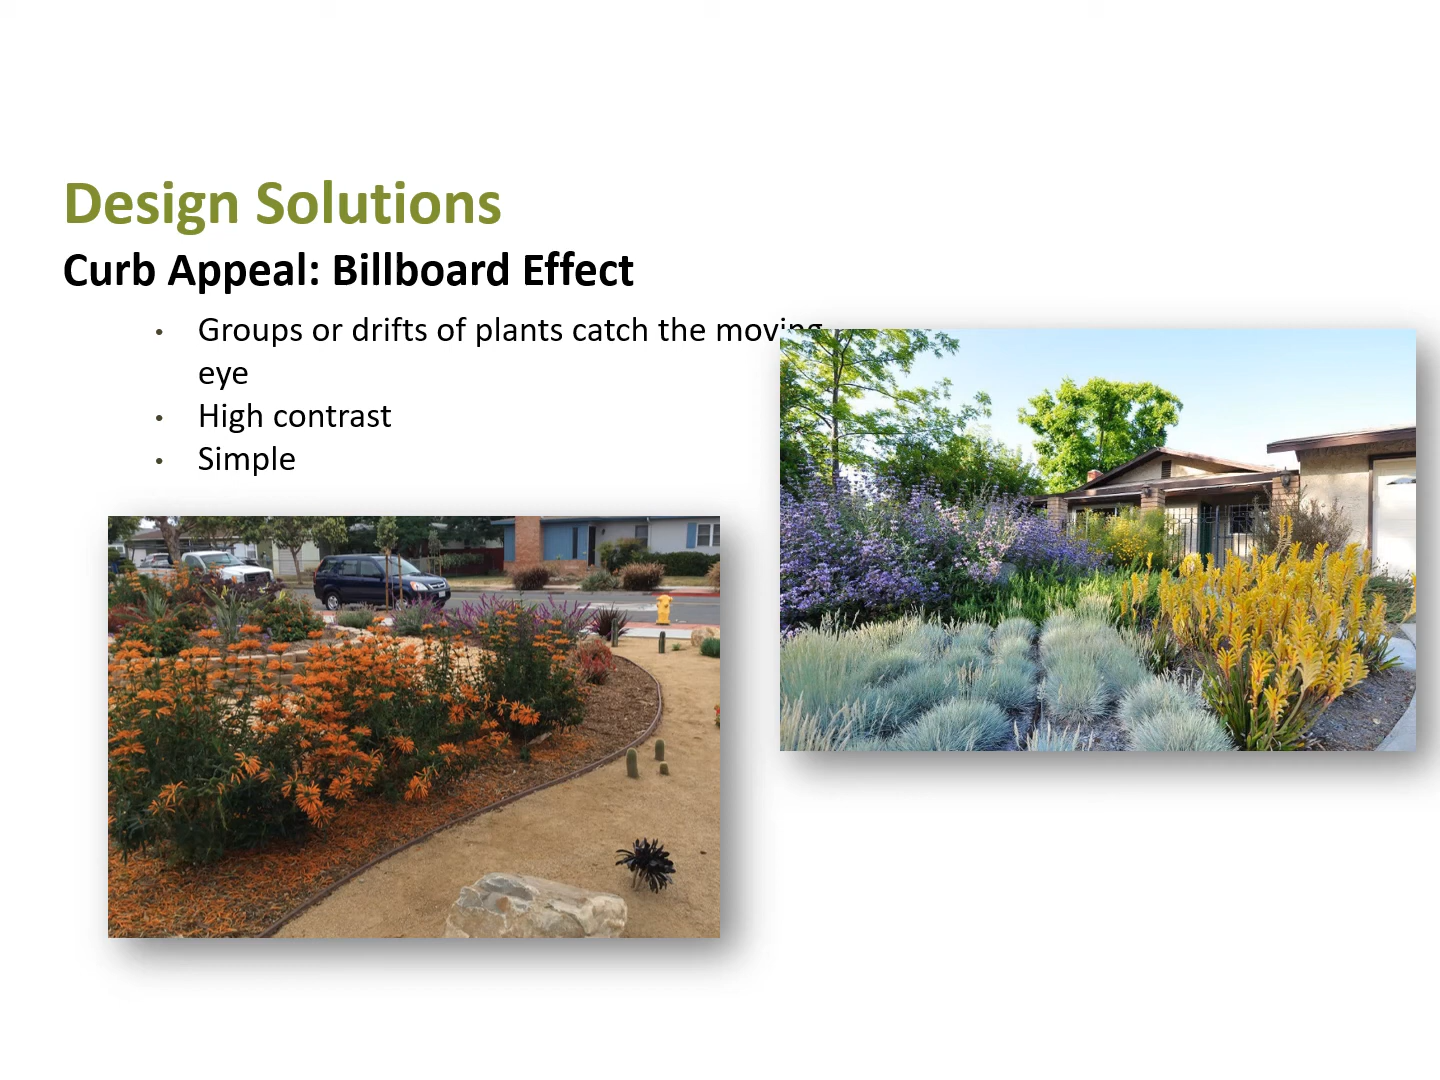 Design Solutions
Curb Appeal: Billboard Effect
• Groups or drifts of plants catch the moving
eye
• High contrast
• Simple